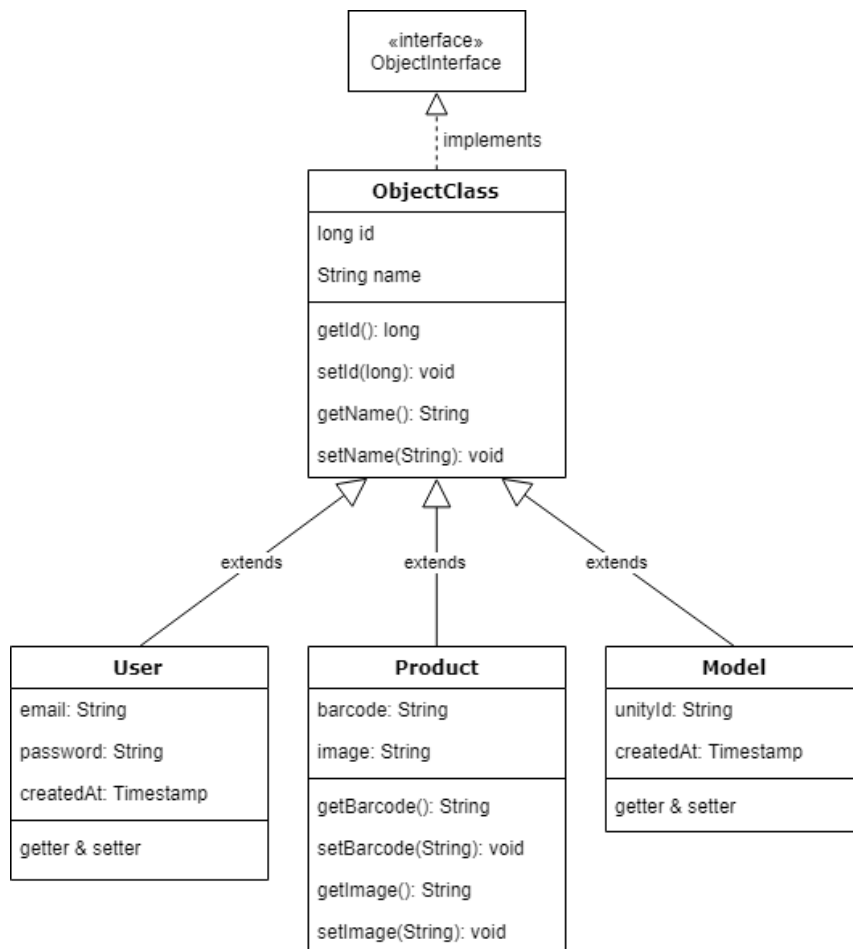 «interface»
ObjectInterface
implements
ObjectClass
long id
String name
getId(): long
setId(long): void
getName(): String
setName(String): void
extends
extends
extends
User
email: String
password: String
createdAt: Timestamp
getter & setter
Product
barcode: String
image: String
getBarcode(): String
setBarcode(String): void
getImage(): String
setImage(String): void
Model
unityId: String
createdAt: Timestamp
getter & setter